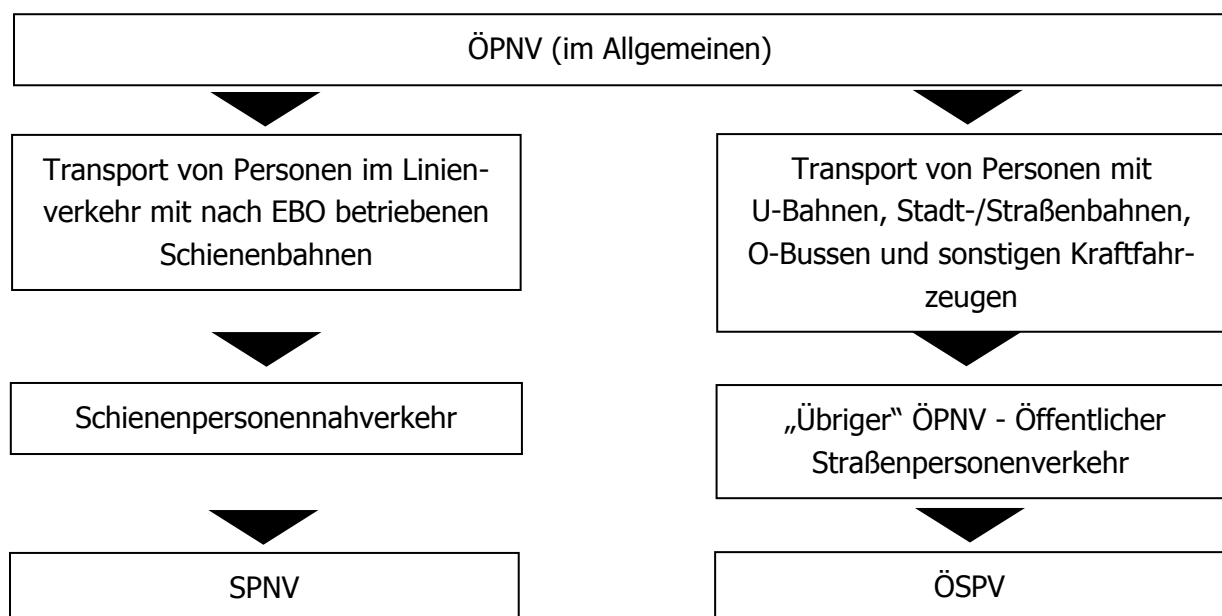 ÖPNV (im Allgemeinen)
Transport von Personen im Linien-
verkehr mit nach EBO betriebenen
Schienenbahnen
Transport von Personen mit
U-Bahnen, Stadt-/Straßenbahnen,
O-Bussen und sonstigen Kraftfahr-
zeugen
Schienenpersonennahverkehr
„Übriger“ ÖPNV - Öffentlicher
Straßenpersonenverkehr
SPNV
ÖSPV